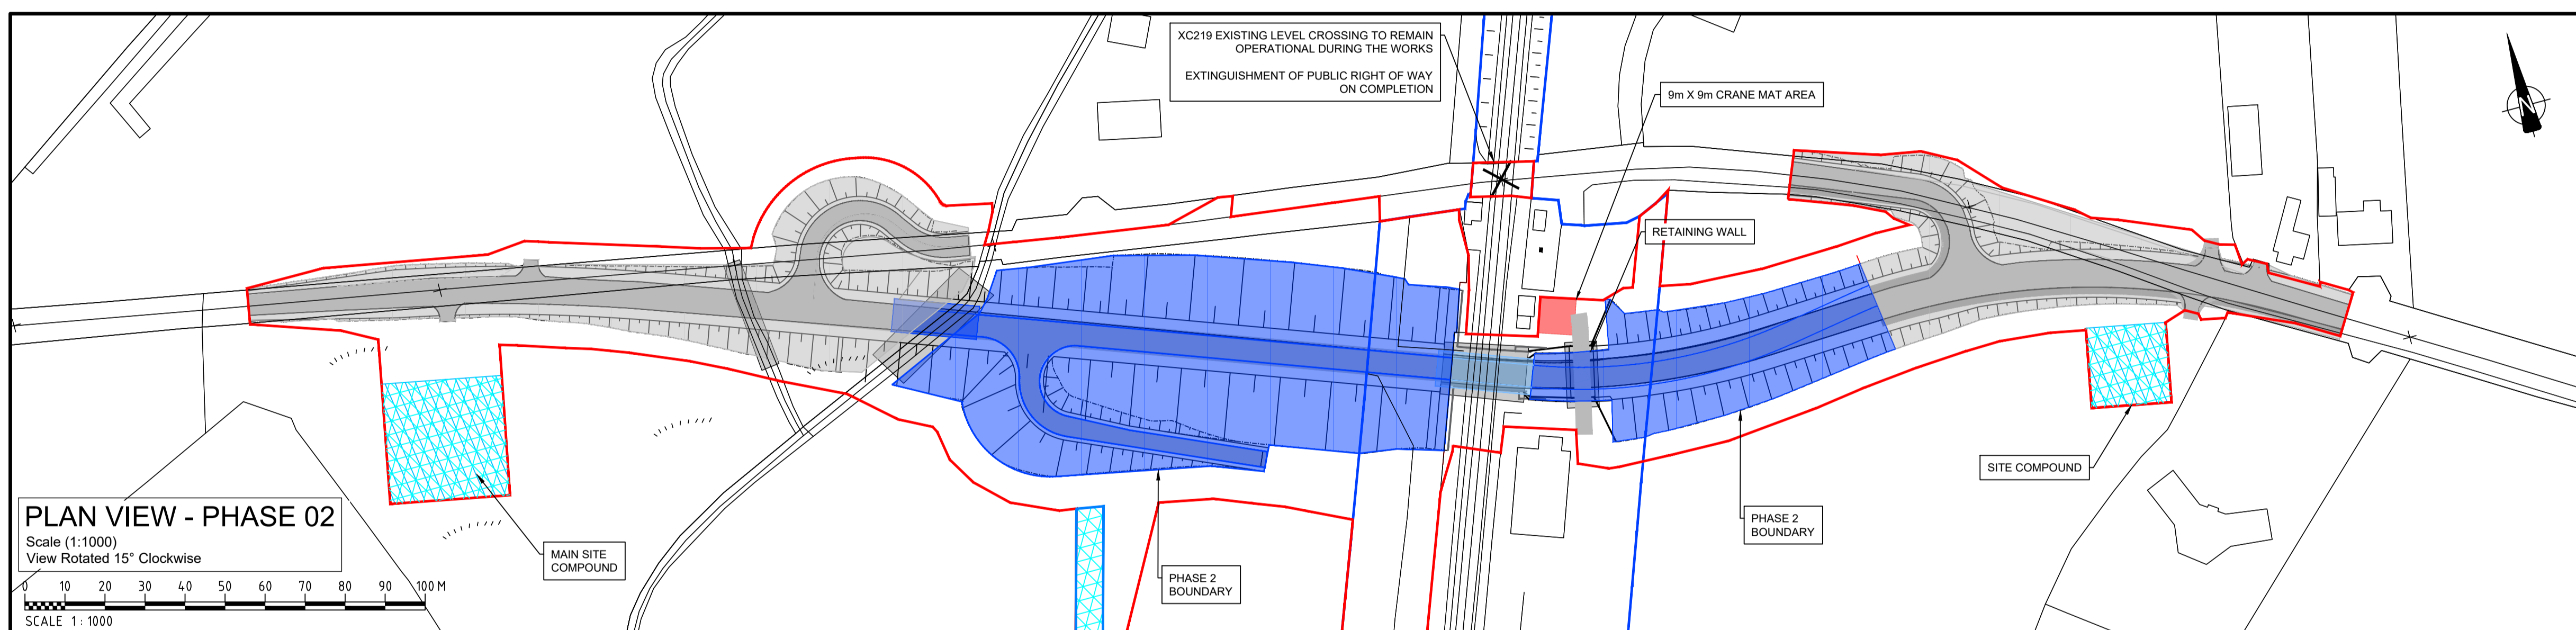 XC219 EXISTING LEVEL CROSSING TO REMAIN
OPERATIONAL DURING THE WORKS
EXTINGUISHMENT OF PUBLIC RIGHT OF WAY
ON COMPLETION
9m X 9m CRANE MAT AREA
N
RETAINING WALL
SITE COMPOUND
PHASE 2
BOUNDARY
MAIN SITE
COMPOUND
PHASE 2
BOUNDARY
PLAN VIEW - PHASE 02
Scale (1:1000)
View Rotated 15° Clockwise
0 10 20 30 40 50 60 70 80 90 100 M
SCALE 1:1000